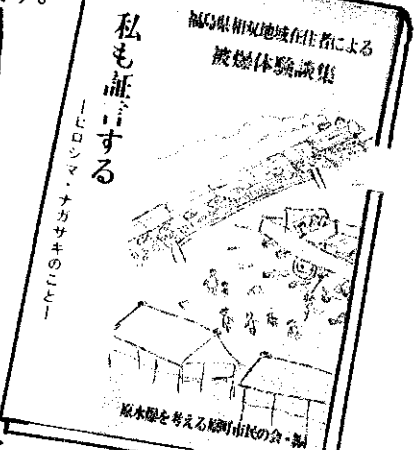 す。
福島県相双地域在住者による
被爆体験談集
私も証言する
―ヒロシマ・ナガサキのこと―
原水爆を考える原町市民の会・編